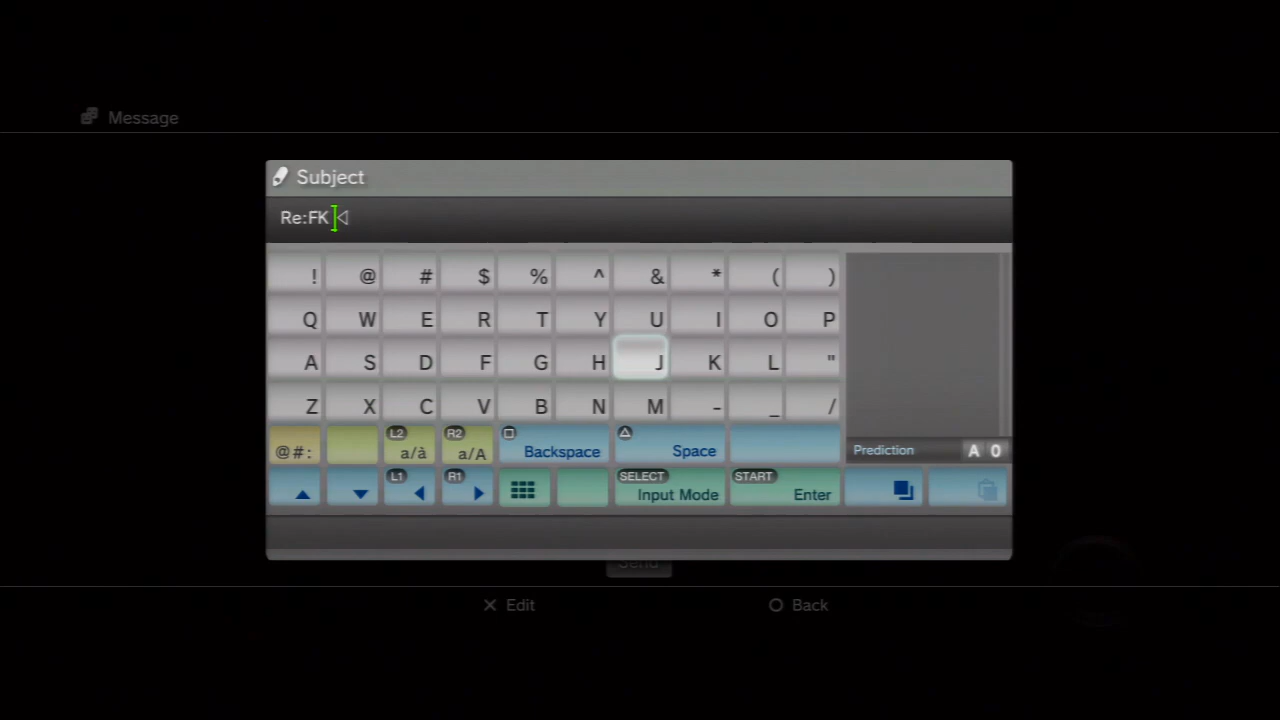 Message
Subject
Re:FK
! @ # $ % ^ & * ( )
Q W E R T Y U I O P
A S D F G H J K L "
Z X C V B N M - _ /
@#: L2 a/à R2 a/A Backspace Space Prediction A 0
L1 R1 SELECT Input Mode START Enter
Send
Edit Back